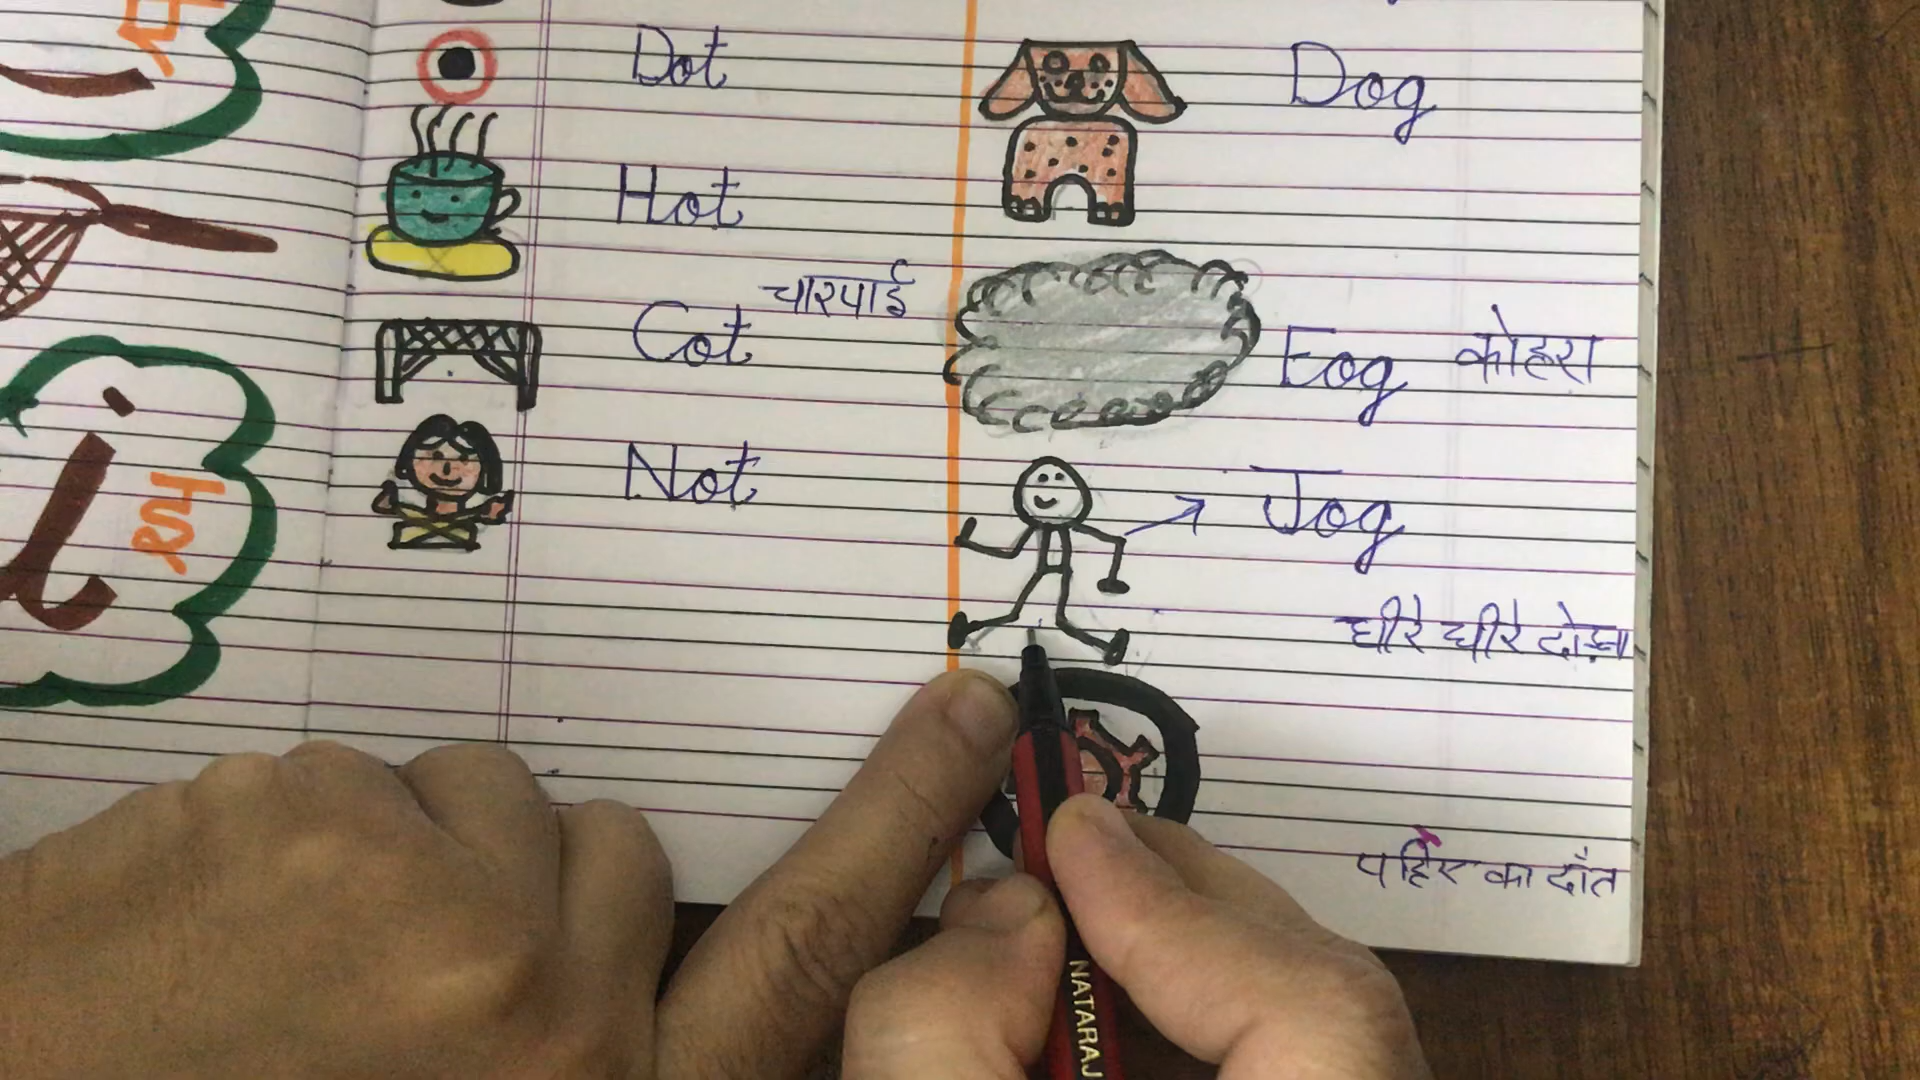 Dot
Hot
चारपाई
Cot
Not
Dog
Fog कोहरा
Jog
धीरे धीरे दौड़ना
पहिए का दाँत
i
इ
NATARAJ